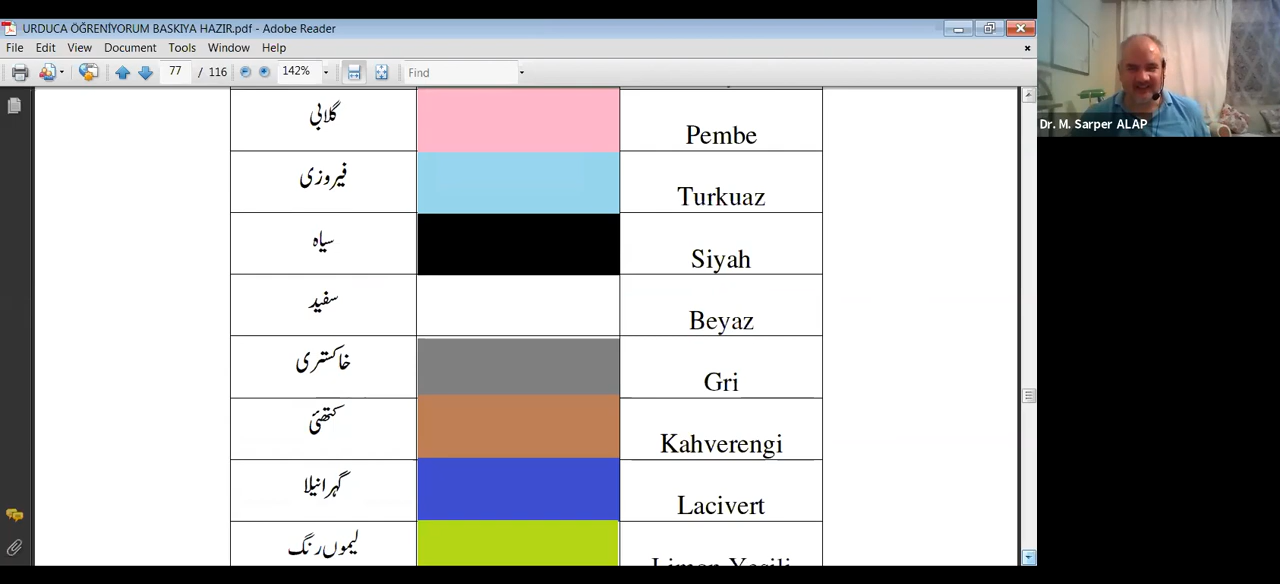 URDUCA ÖĞRENİYORUM BASKIYA HAZIR.pdf - Adobe Reader
File Edit View Document Tools Window Help
77 / 116 142% Find
Dr. M. Sarper ALAP
گلابی Pembe
فیروزی Turkuaz
سیاہ Siyah
سفید Beyaz
خاکستری Gri
کتھئی Kahverengi
گہرا نیلا Lacivert
لیموں رنگ Limon Yeşili